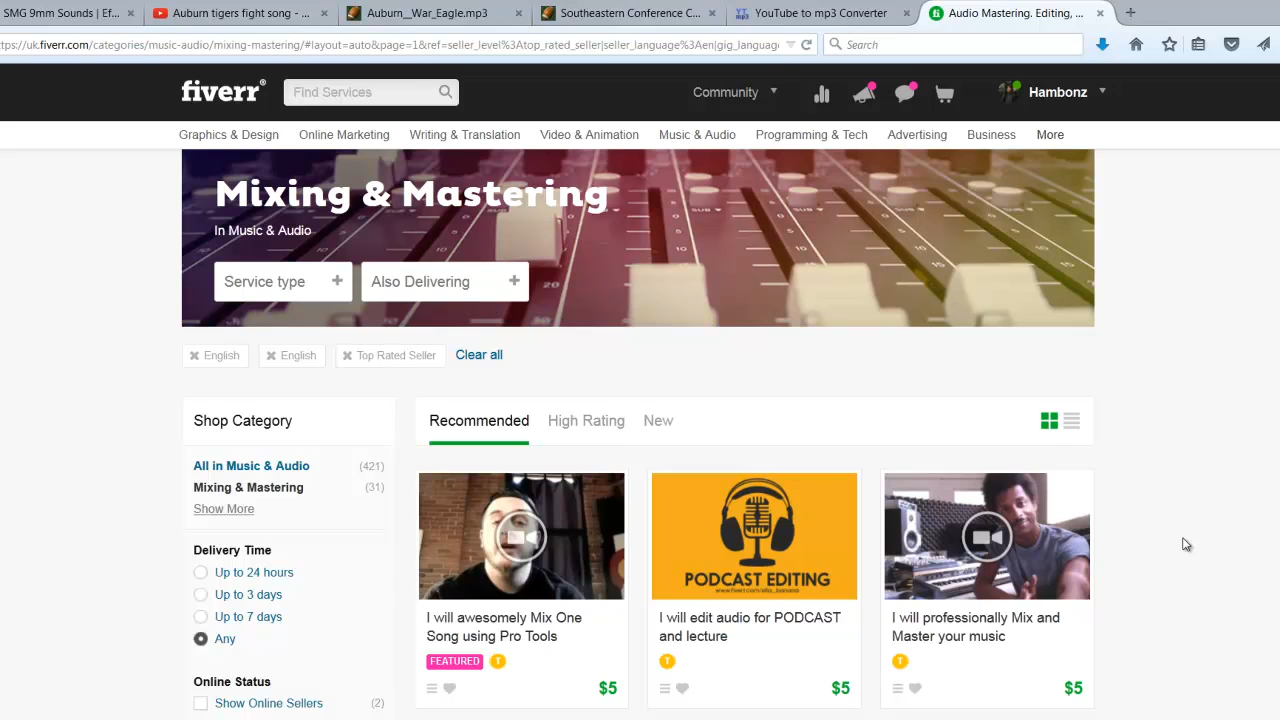 SMG 9mm Sounds | Ef...
Auburn tigers fight song - ...
Auburn__War_Eagle.mp3
Southeastern Conference C...
YouTube to mp3 Converter
Audio Mastering. Editing, ...
ttps://uk.fiverr.com/categories/music-audio/mixing-mastering/#layout=auto&page=1&ref=seller_level%3Atop_rated_seller|seller_language%3Aen|gig_language
Search
fiverr®
Find Services
Community
Hambonz
Graphics & Design
Online Marketing
Writing & Translation
Video & Animation
Music & Audio
Programming & Tech
Advertising
Business
More
Mixing & Mastering
In Music & Audio
Service type +
Also Delivering +
English
English
Top Rated Seller
Clear all
Shop Category
All in Music & Audio (421)
Mixing & Mastering (31)
Show More
Delivery Time
Up to 24 hours
Up to 3 days
Up to 7 days
Any
Online Status
Show Online Sellers (2)
Recommended
High Rating
New
I will awesomely Mix One
Song using Pro Tools
FEATURED
T
$5
PODCAST EDITING
I will edit audio for PODCAST
and lecture
T
$5
I will professionally Mix and
Master your music
T
$5